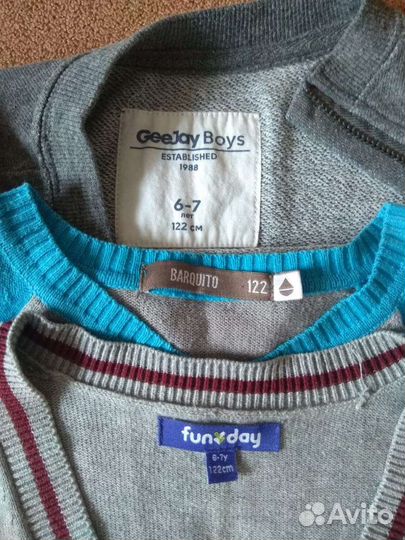 GeeJay Boys
ESTABLISHED
1988
6-7
лет
122 см
BARQUITO 122
funday
6-7y
122cm
Avito